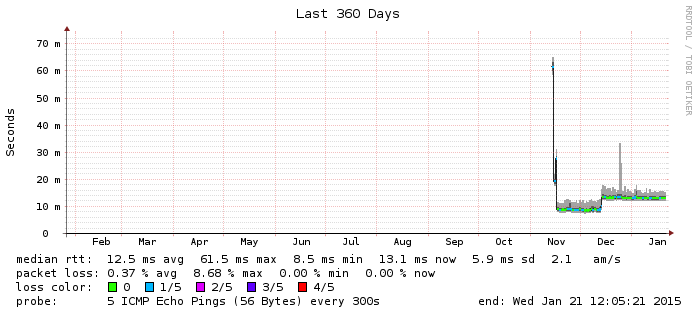 Last 360 Days
RRDTOOL / TOBI OETIKER
Seconds
70 m
60 m
50 m
40 m
30 m
20 m
10 m
0
Feb Mar Apr May Jun Jul Aug Sep Oct Nov Dec Jan
median rtt: 12.5 ms avg 61.5 ms max 8.5 ms min 13.1 ms now 5.9 ms sd 2.1 am/s
packet loss: 0.37 % avg 8.68 % max 0.00 % min 0.00 % now
loss color: 0 1/5 2/5 3/5 4/5
probe: 5 ICMP Echo Pings (56 Bytes) every 300s end: Wed Jan 21 12:05:21 2015